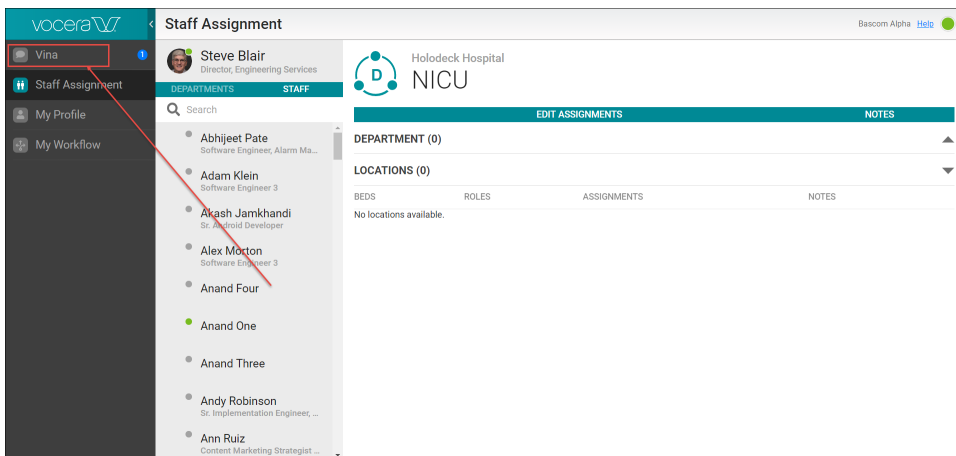 vocera
Staff Assignment
Bascom Alpha Help
Vina 1
Staff Assignment
My Profile
My Workflow
Steve Blair
Director, Engineering Services
DEPARTMENTS STAFF
Search
Abhijeet Pate
Software Engineer, Alarm Ma...
Adam Klein
Software Engineer 3
Akash Jamkhandi
Sr. Android Developer
Alex Morton
Software Engineer 3
Anand Four
Anand One
Anand Three
Andy Robinson
Sr. Implementation Engineer, ...
Ann Ruiz
Content Marketing Strategist ...
D
Holodeck Hospital
NICU
EDIT ASSIGNMENTS NOTES
DEPARTMENT (0)
LOCATIONS (0)
BEDS ROLES ASSIGNMENTS NOTES
No locations available.